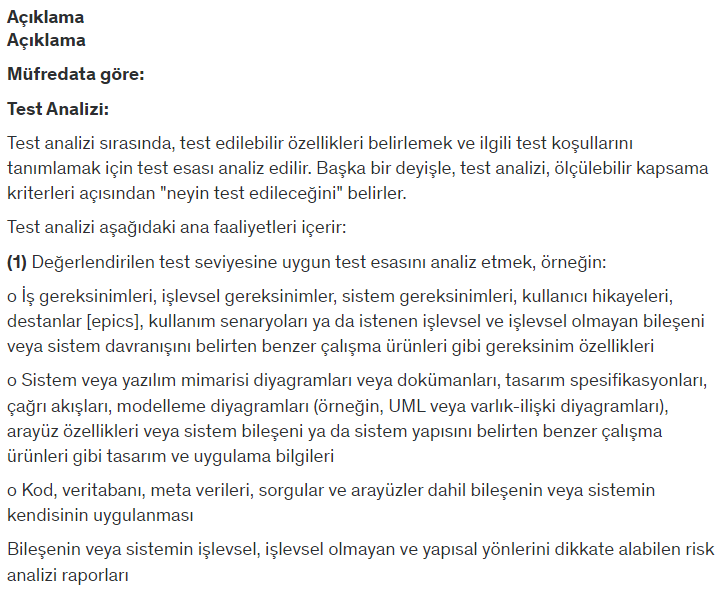 Açıklama
Açıklama
Müfredata göre:
Test Analizi:
Test analizi sırasında, test edilebilir özellikleri belirlemek ve ilgili test koşullarını
tanımlamak için test esası analiz edilir. Başka bir deyişle, test analizi, ölçülebilir kapsama
kriterleri açısından "neyin test edileceğini" belirler.
Test analizi aşağıdaki ana faaliyetleri içerir:
(1) Değerlendirilen test seviyesine uygun test esasını analiz etmek, örneğin:
o İş gereksinimleri, işlevsel gereksinimler, sistem gereksinimleri, kullanıcı hikayeleri,
destanlar [epics], kullanım senaryoları ya da istenen işlevsel ve işlevsel olmayan bileşeni
veya sistem davranışını belirten benzer çalışma ürünleri gibi gereksinim özellikleri
o Sistem veya yazılım mimarisi diyagramları veya dokümanları, tasarım spesifikasyonları,
çağrı akışları, modelleme diyagramları (örneğin, UML veya varlık-ilişki diyagramları),
arayüz özellikleri veya sistem bileşeni ya da sistem yapısını belirten benzer çalışma
ürünleri gibi tasarım ve uygulama bilgileri
o Kod, veritabanı, meta verileri, sorgular ve arayüzler dahil bileşenin veya sistemin
kendisinin uygulanması
Bileşenin veya sistemin işlevsel, işlevsel olmayan ve yapısal yönlerini dikkate alabilen risk
analizi raporları